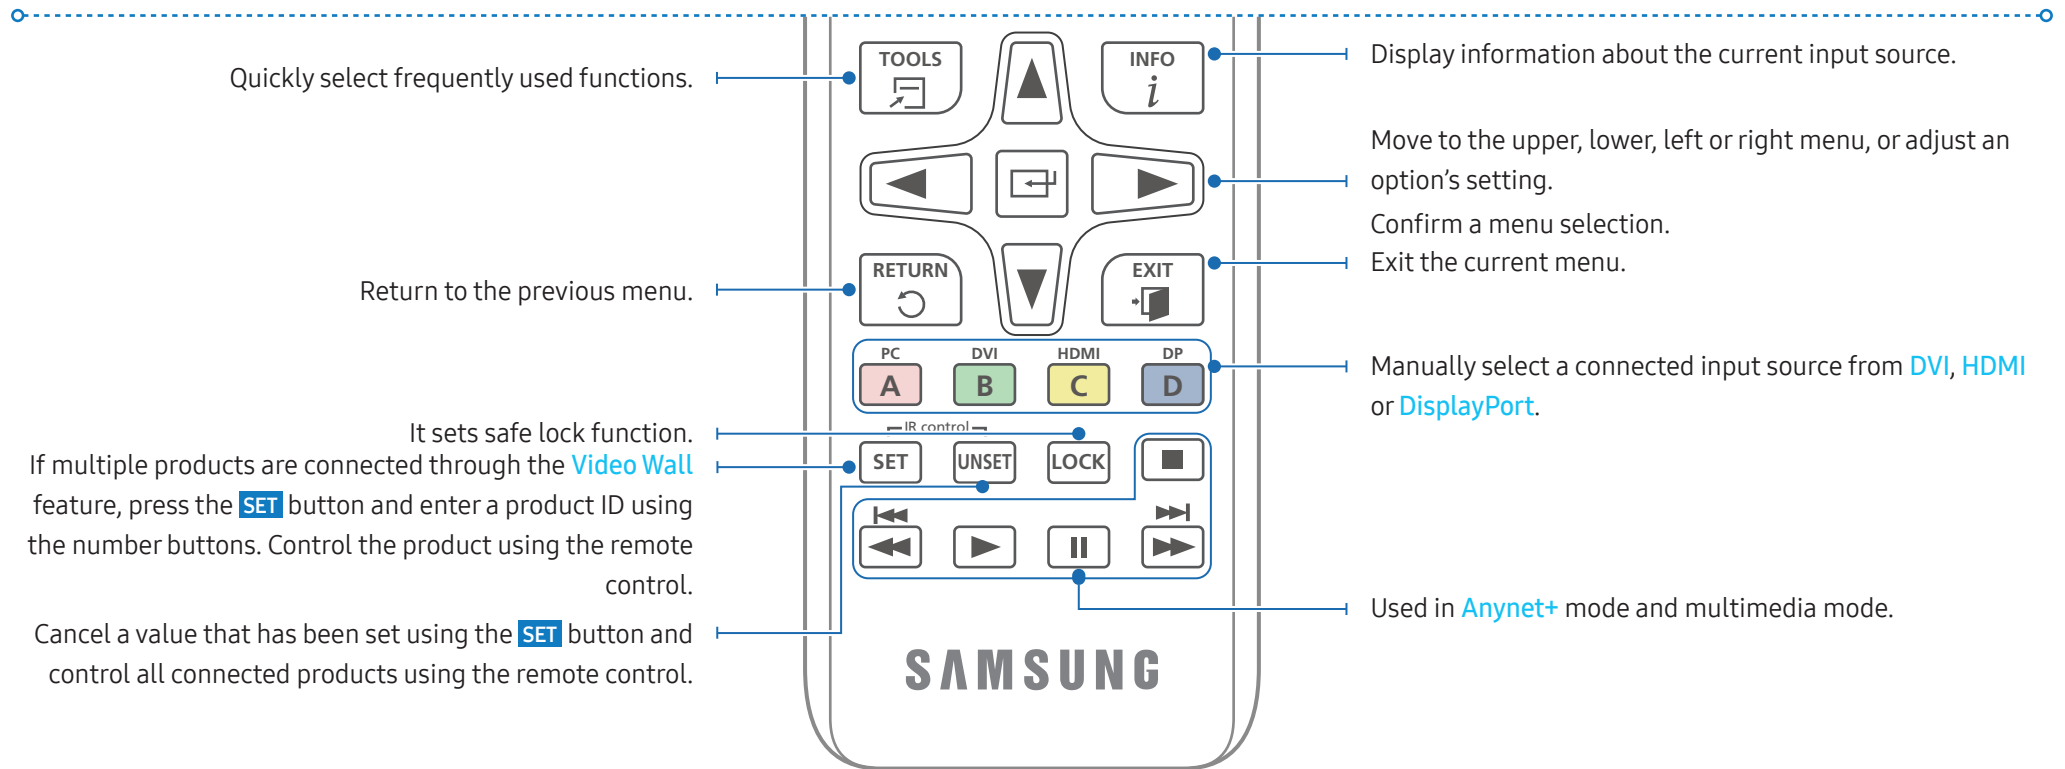 Quickly select frequently used functions.
Return to the previous menu.
It sets safe lock function.
If multiple products are connected through the Video Wall
feature, press the SET button and enter a product ID using
the number buttons. Control the product using the remote
control.
Cancel a value that has been set using the SET button and
control all connected products using the remote control.
TOOLS
INFO
i
RETURN
EXIT
PC DVI HDMI DP
A B C D
IR control
SET UNSET LOCK
SAMSUNG
Display information about the current input source.
Move to the upper, lower, left or right menu, or adjust an
option’s setting.
Confirm a menu selection.
Exit the current menu.
Manually select a connected input source from DVI, HDMI
or DisplayPort.
Used in Anynet+ mode and multimedia mode.